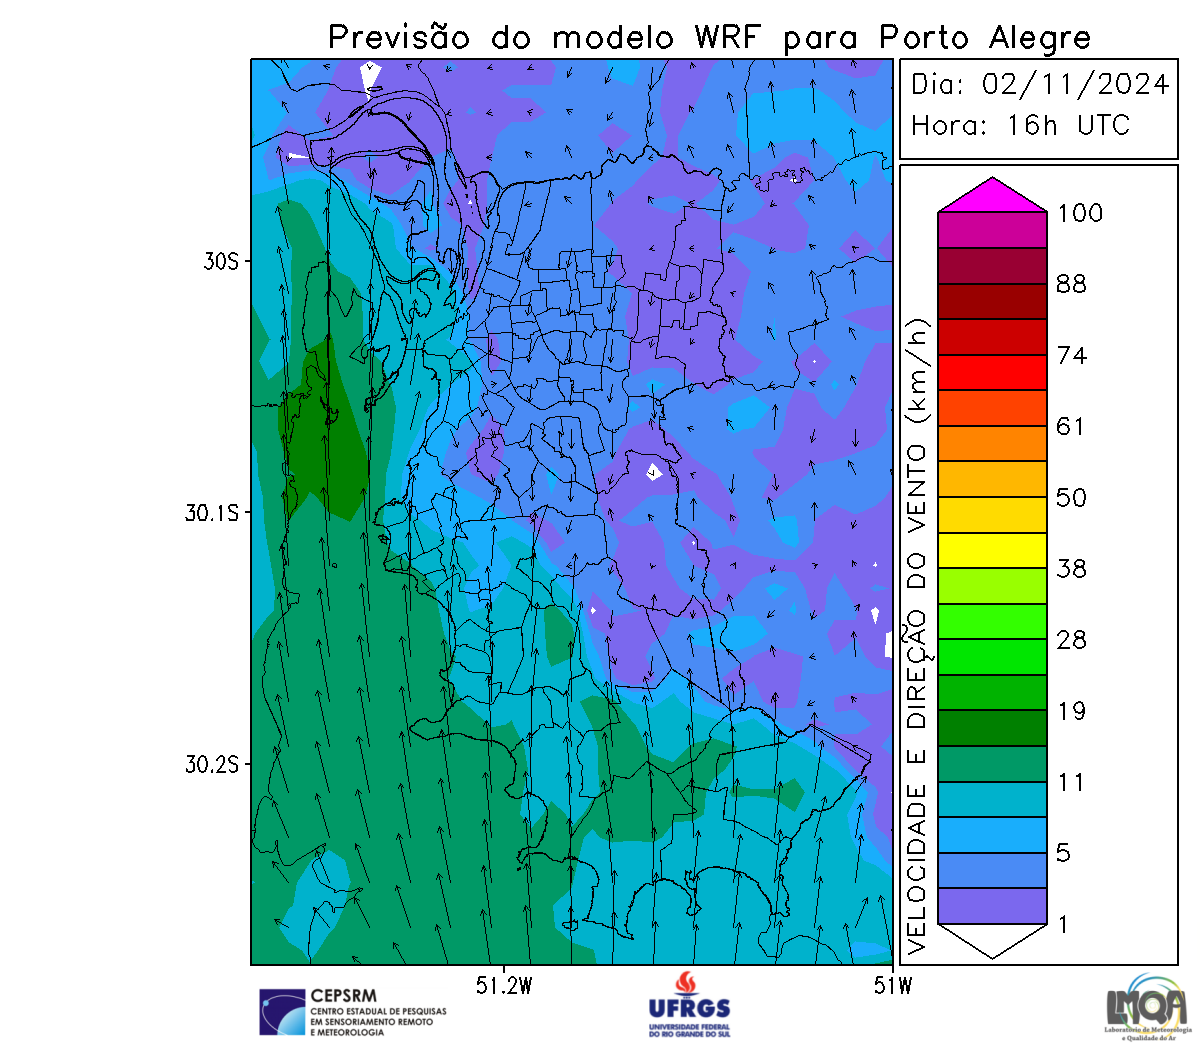 Previsão do modelo WRF para Porto Alegre
Dia: 02/11/2024
Hora: 16h UTC
30S
30.1S
30.2S
51.2W
51W
VELOCIDADE E DIREÇÃO DO VENTO (km/h)
100
88
74
61
50
38
28
19
11
5
1
CEPSRM
CENTRO ESTADUAL DE PESQUISAS
EM SENSORIAMENTO REMOTO
E METEOROLOGIA
UFRGS
UNIVERSIDADE FEDERAL
DO RIO GRANDE DO SUL
LMQA
Laboratório de Meteorologia
e Qualidade do Ar